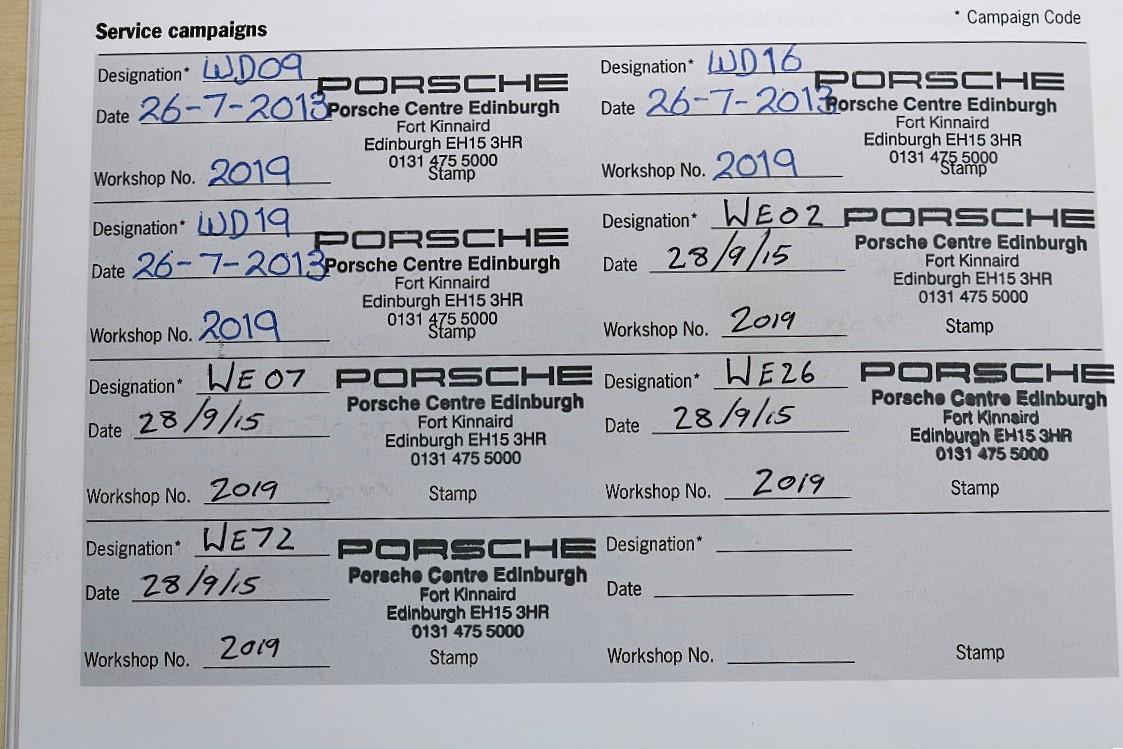 * Campaign Code
Service campaigns
Designation* WD09
PORSCHE
Date 26-7-2013
Porsche Centre Edinburgh
Fort Kinnaird
Edinburgh EH15 3HR
0131 475 5000
Workshop No. 2019
Stamp
Designation* WD16
PORSCHE
Date 26-7-2013
Porsche Centre Edinburgh
Fort Kinnaird
Edinburgh EH15 3HR
0131 475 5000
Workshop No. 2019
Stamp
Designation* WD19
PORSCHE
Date 26-7-2013
Porsche Centre Edinburgh
Fort Kinnaird
Edinburgh EH15 3HR
0131 475 5000
Workshop No. 2019
Stamp
Designation* WE02
PORSCHE
Date 28/9/15
Porsche Centre Edinburgh
Fort Kinnaird
Edinburgh EH15 3HR
0131 475 5000
Workshop No. 2019
Stamp
Designation* WE07
PORSCHE
Date 28/9/15
Porsche Centre Edinburgh
Fort Kinnaird
Edinburgh EH15 3HR
0131 475 5000
Workshop No. 2019
Stamp
Designation* WE26
PORSCHE
Date 28/9/15
Porsche Centre Edinburgh
Fort Kinnaird
Edinburgh EH15 3HR
0131 475 5000
Workshop No. 2019
Stamp
Designation* WE72
PORSCHE
Date 28/9/15
Porsche Centre Edinburgh
Fort Kinnaird
Edinburgh EH15 3HR
0131 475 5000
Workshop No. 2019
Stamp
Designation*
Date
Workshop No.
Stamp